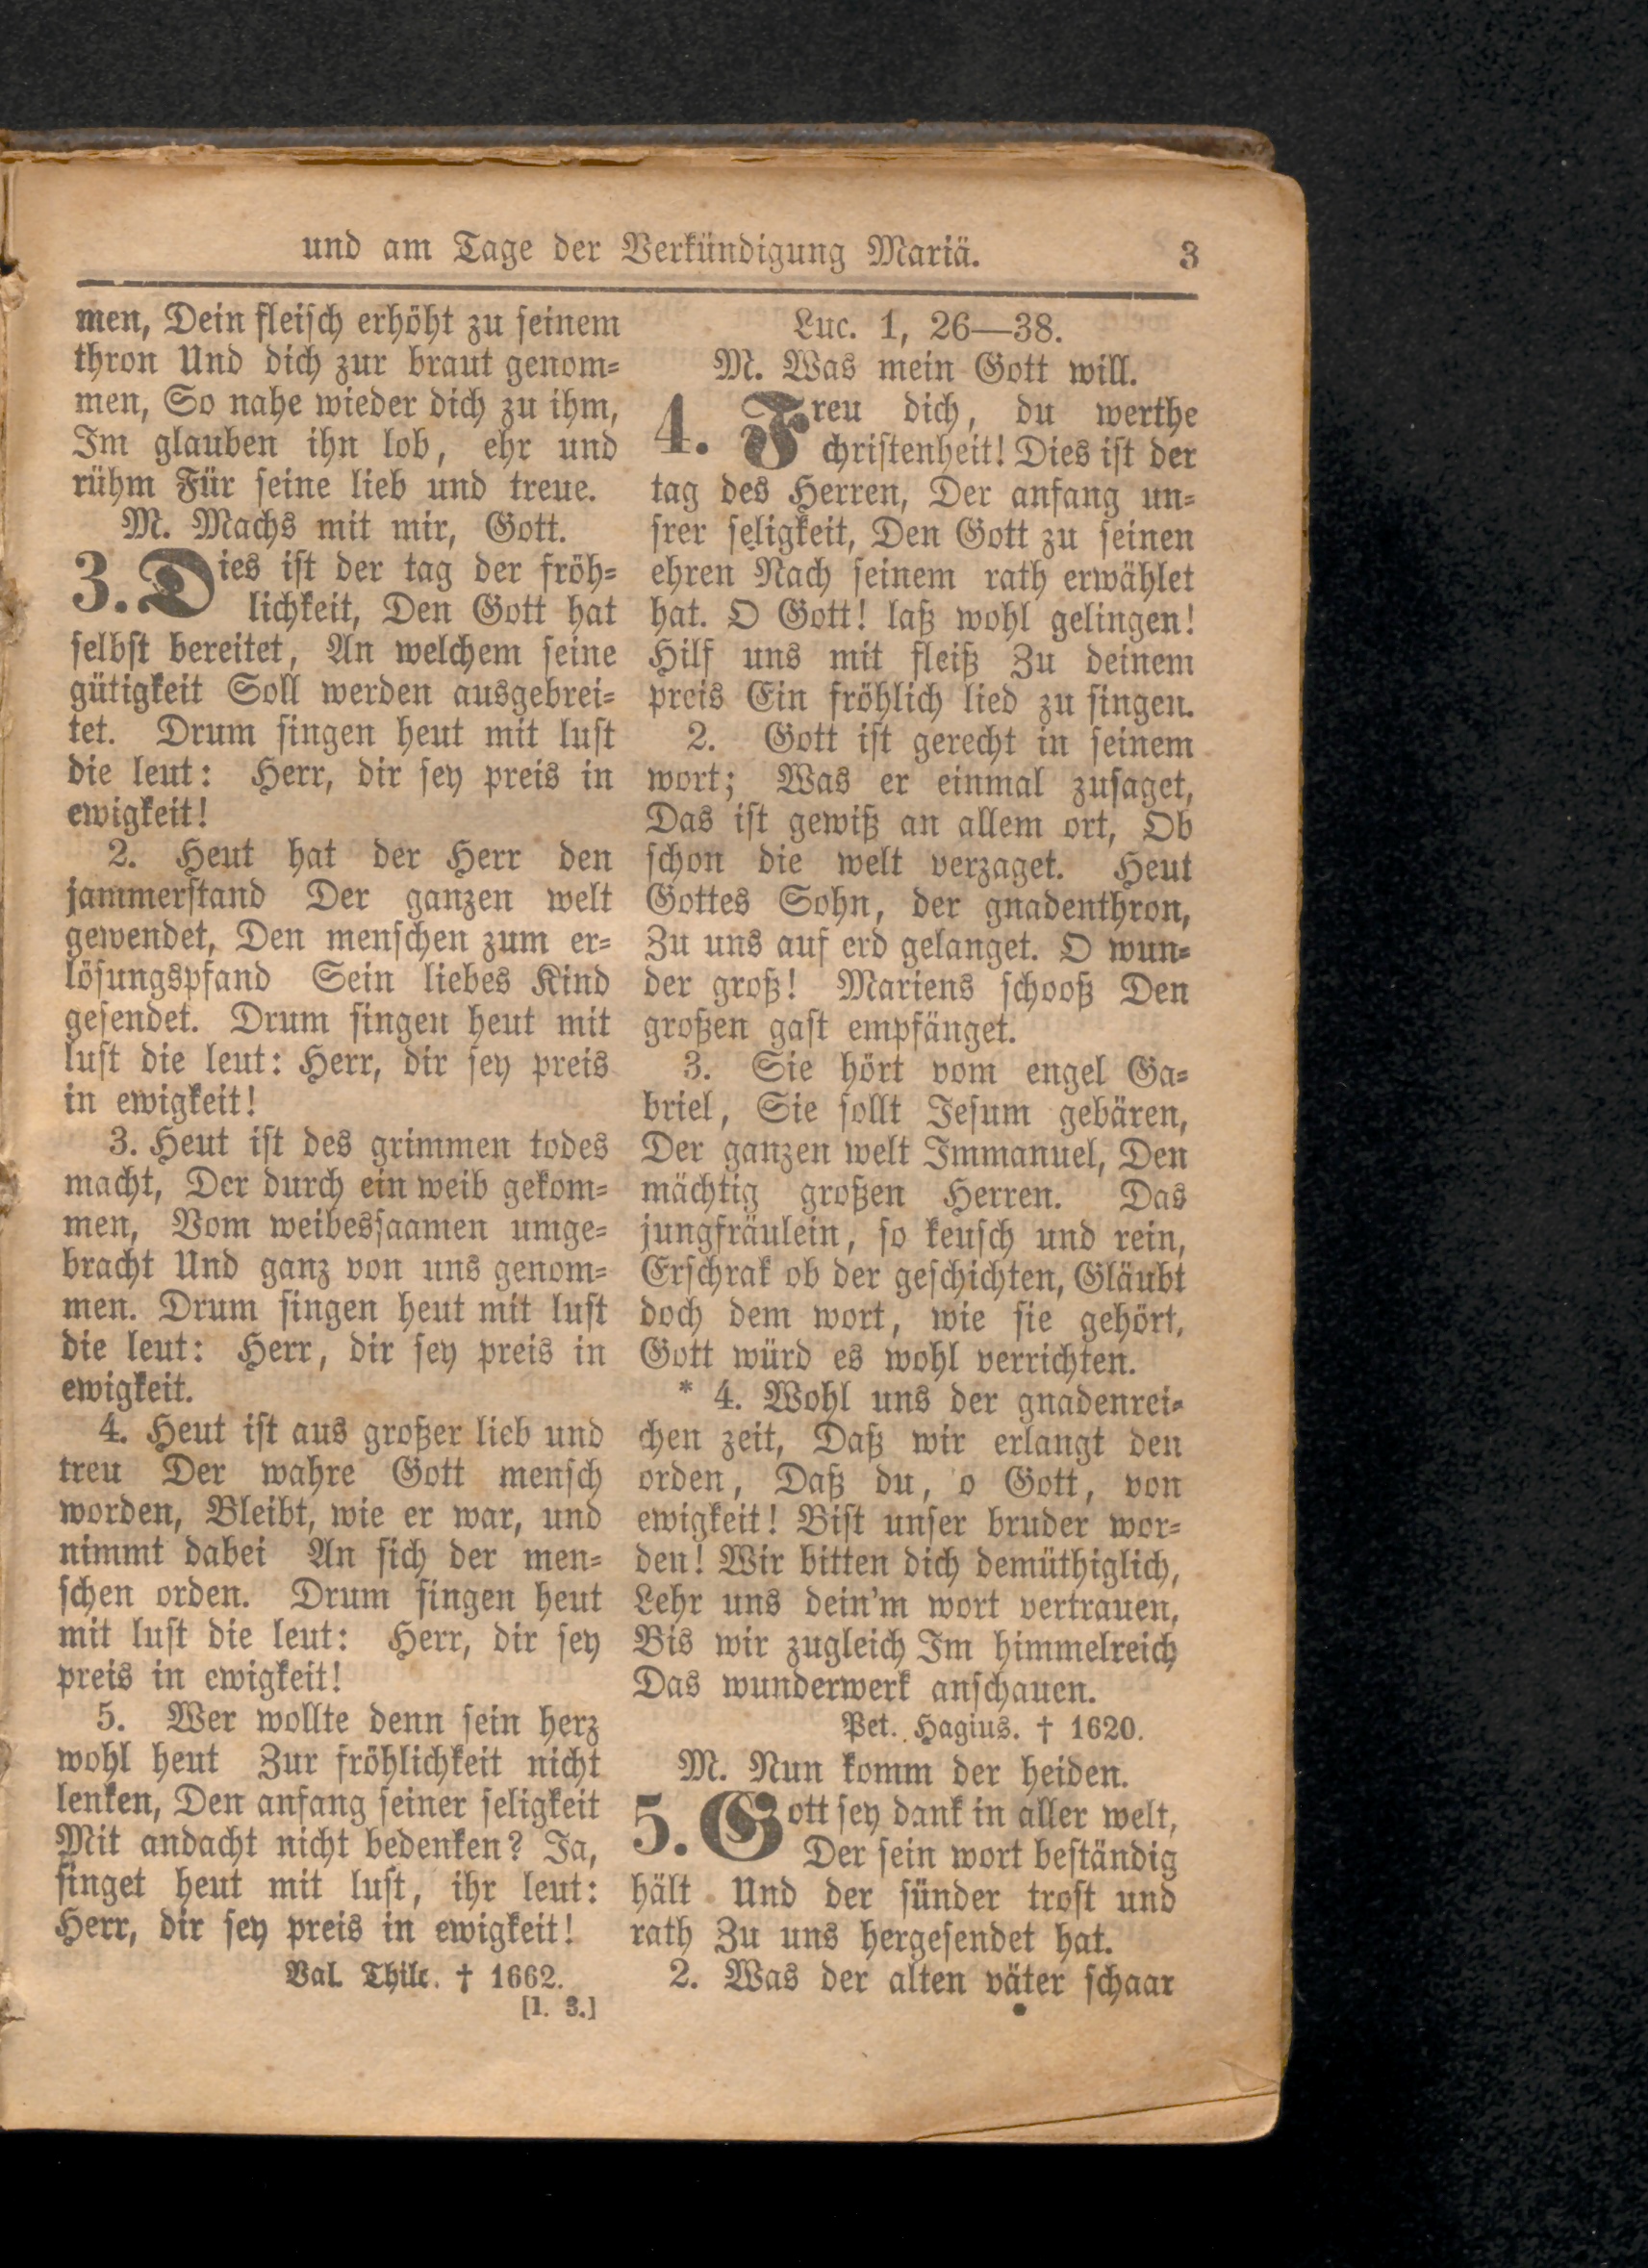 und am Tage der Verkündigung Mariä. 3
men, Dein fleisch erhöht zu seinem
thron Und dich zur braut genom-
men, So nahe wieder dich zu ihm,
Im glauben ihn lob, ehr und
rühm Für seine lieb und treue.
M. Machs mit mir, Gott.
3. Dies ist der tag der fröh-
lichkeit, Den Gott hat
selbst bereitet, An welchem seine
gütigkeit Soll werden ausgebrei-
tet. Drum singen heut mit lust
die leut: Herr, dir sey preis in
ewigkeit!
2. Heut hat der Herr den
jammerstand Der ganzen welt
gewendet, Den menschen zum er-
lösungspfand Sein liebes Kind
gesendet. Drum singen heut mit
lust die leut: Herr, dir sey preis
in ewigkeit!
3. Heut ist des grimmen todes
macht, Der durch ein weib gekom-
men, Vom weibessaamen umge-
bracht Und ganz von uns genom-
men. Drum singen heut mit lust
die leut: Herr, dir sey preis in
ewigkeit.
4. Heut ist aus großer lieb und
treu Der wahre Gott mensch
worden, Bleibt, wie er war, und
nimmt dabei An sich der men-
schen orden. Drum singen heut
mit lust die leut: Herr, dir sey
preis in ewigkeit!
5. Wer wollte denn sein herz
wohl heut Zur fröhlichkeit nicht
lenken, Den anfang seiner seligkeit
Mit andacht nicht bedenken? Ja,
singet heut mit lust, ihr leut:
Herr, dir sey preis in ewigkeit!
Val. Thilo. † 1662.
[1. 3.]
Luc. 1, 26—38.
M. Was mein Gott will.
4. Freu dich, du werthe
christenheit! Dies ist der
tag des Herren, Der anfang un-
srer seligkeit, Den Gott zu seinen
ehren Nach seinem rath erwählet
hat. O Gott! laß wohl gelingen!
Hilf uns mit fleiß Zu deinem
preis Ein fröhlich lied zu singen.
2. Gott ist gerecht in seinem
wort; Was er einmal zusaget,
Das ist gewiß an allem ort, Ob
schon die welt verzaget. Heut
Gottes Sohn, der gnadenthron,
Zu uns auf erd gelanget. O wun-
der groß! Mariens schooß Den
großen gast empfänget.
3. Sie hört vom engel Ga-
briel, Sie sollt Jesum gebären,
Der ganzen welt Immanuel, Den
mächtig großen Herren. Das
jungfräulein, so keusch und rein,
Erschrak ob der geschichten, Gläubt
doch dem wort, wie sie gehört,
Gott würd es wohl verrichten.
* 4. Wohl uns der gnadenrei-
chen zeit, Daß wir erlangt den
orden, Daß du, o Gott, von
ewigkeit! Bist unser bruder wor-
den! Wir bitten dich demüthiglich,
Lehr uns dein'm wort vertrauen,
Bis wir zugleich Im himmelreich
Das wunderwerk anschauen.
Pet. Hagius. † 1620.
M. Nun komm der heiden.
5. Gott sey dank in aller welt,
Der sein wort beständig
hält Und der sünder trost und
rath Zu uns hergesendet hat.
2. Was der alten väter schaar